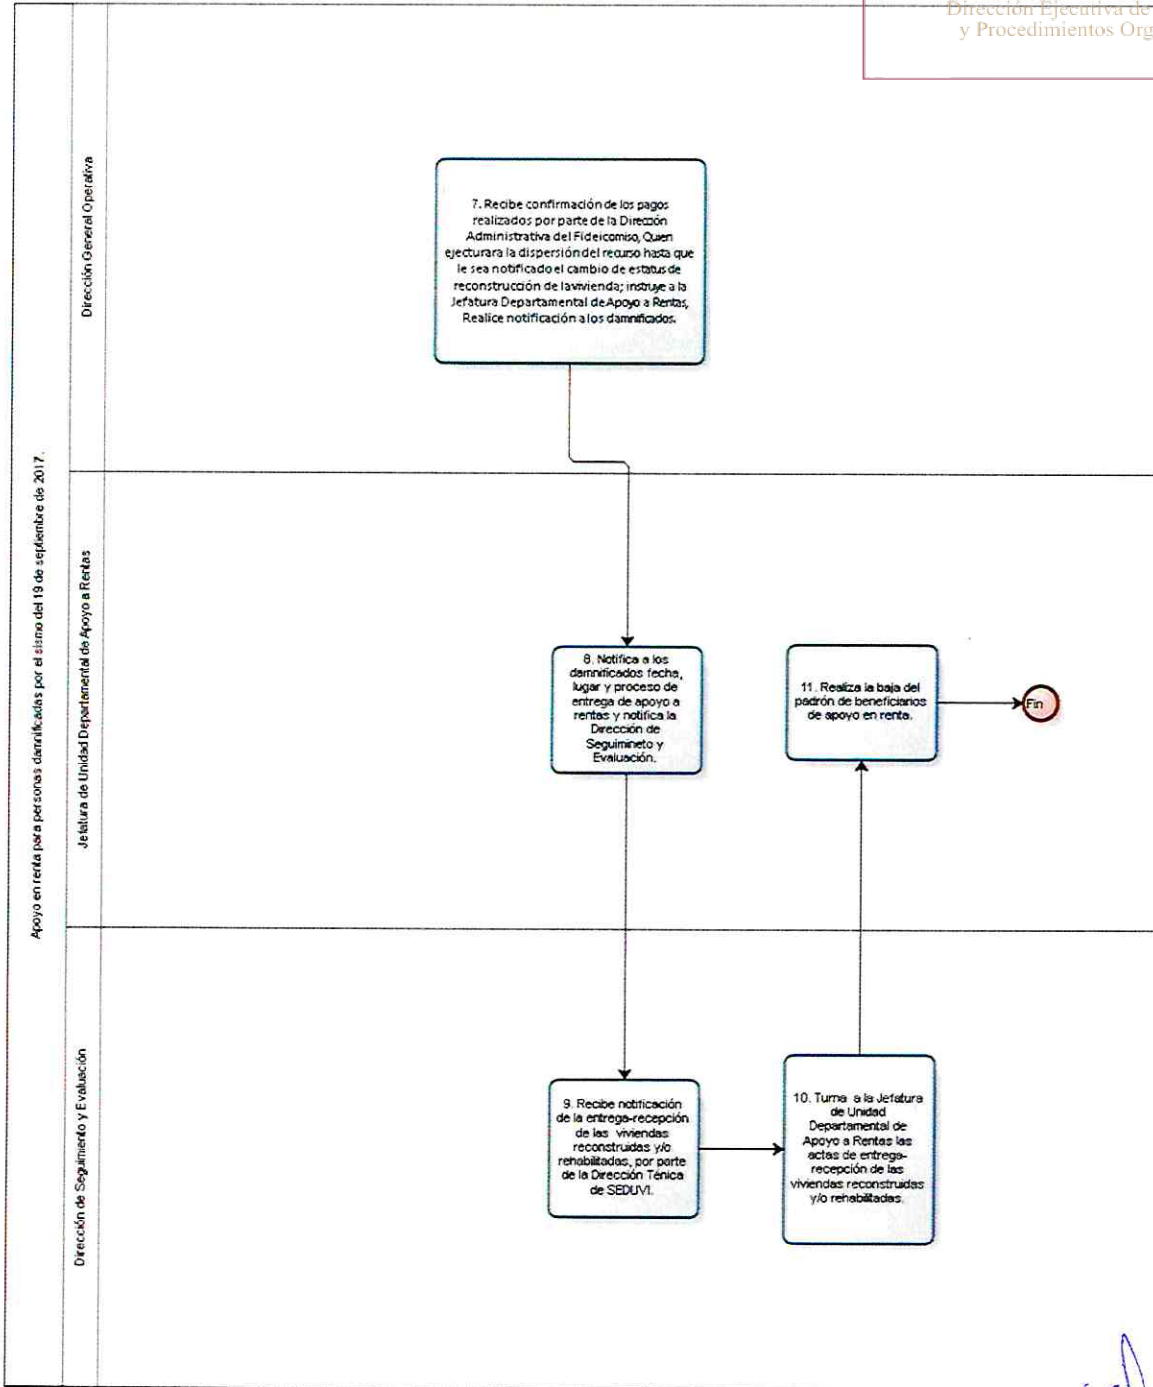 Dirección Ejecutiva de
y Procedimientos Org
Apoyo en renta para personas damnificadas por el sismo del 19 de septiembre de 2017.
Dirección General Operativa
7. Recibe confirmación de los pagos
realizados por parte de la Dirección
Administrativa del Fideicomiso, Quien
ejecturara la dispersión del recurso hasta que
le sea notificado el cambio de estatus de
reconstrucción de la vivienda; instruye a la
Jefatura Departamental de Apoyo a Rentas,
Realice notificación a los damnificados.
Jefatura de Unidad Departamental de Apoyo a Rentas
8. Notifica a los
damnificados fecha,
lugar y proceso de
entrega de apoyo a
rentas y notifica la
Dirección de
Seguimineto y
Evaluación.
11. Realiza la baja del
padrón de beneficiarios
de apoyo en renta.
Fin
Dirección de Seguimiento y Evaluación
9. Recibe notificación
de la entrega-recepción
de las viviendas
reconstruidas y/o
rehabilitadas, por parte
de la Dirección Ténica
de SEDUVI.
10. Turna a la Jefatura
de Unidad
Departamental de
Apoyo a Rentas las
actas de entrega-
recepción de las
viviendas reconstruidas
y/o rehabilitadas.